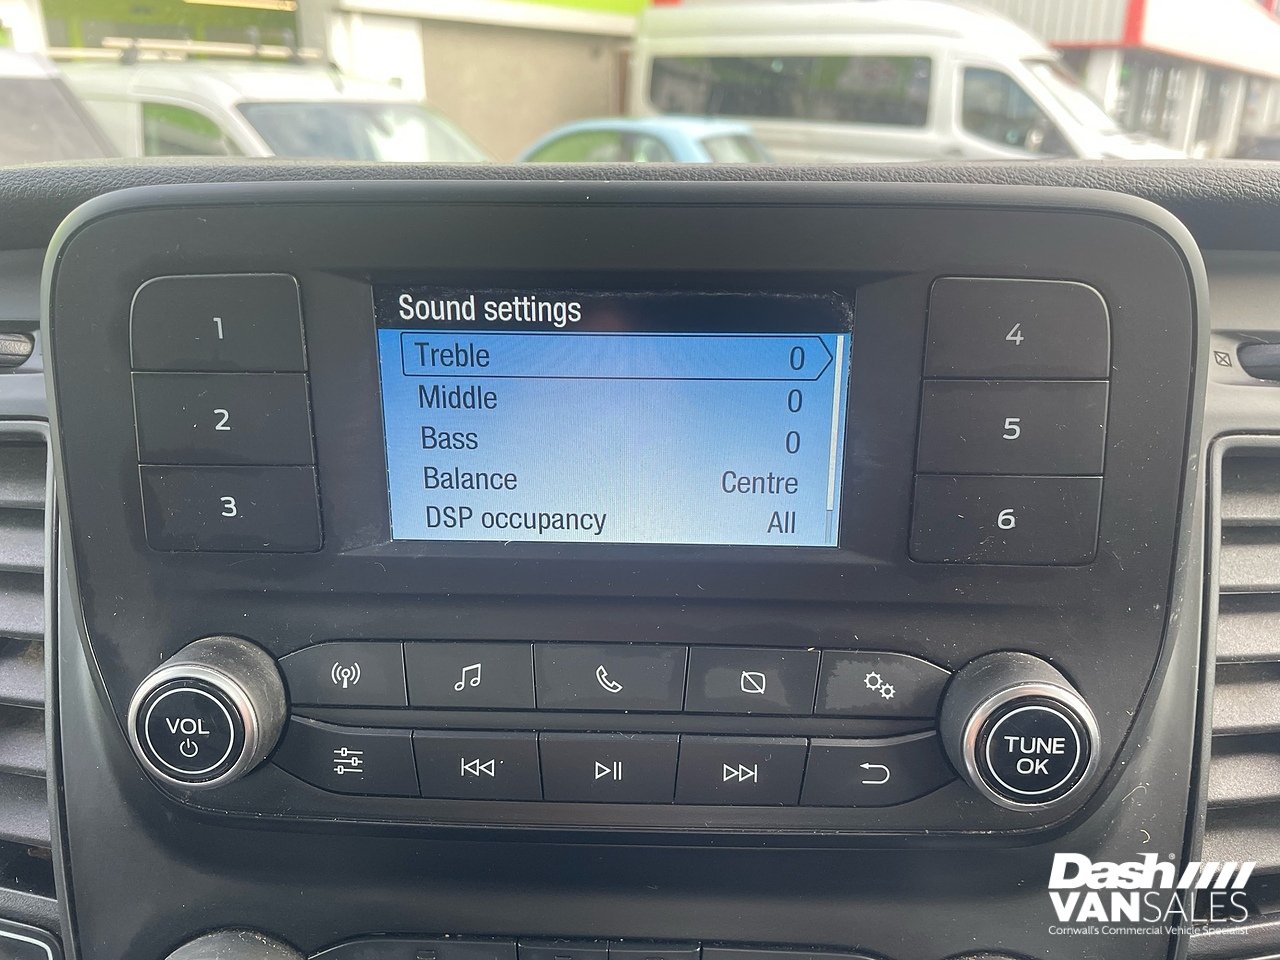 Sound settings
Treble 0
Middle 0
Bass 0
Balance Centre
DSP occupancy All
1
2
3
4
5
6
VOL
TUNE
OK
Dash
VANSALES
Cornwall's Commercial Vehicle Specialist